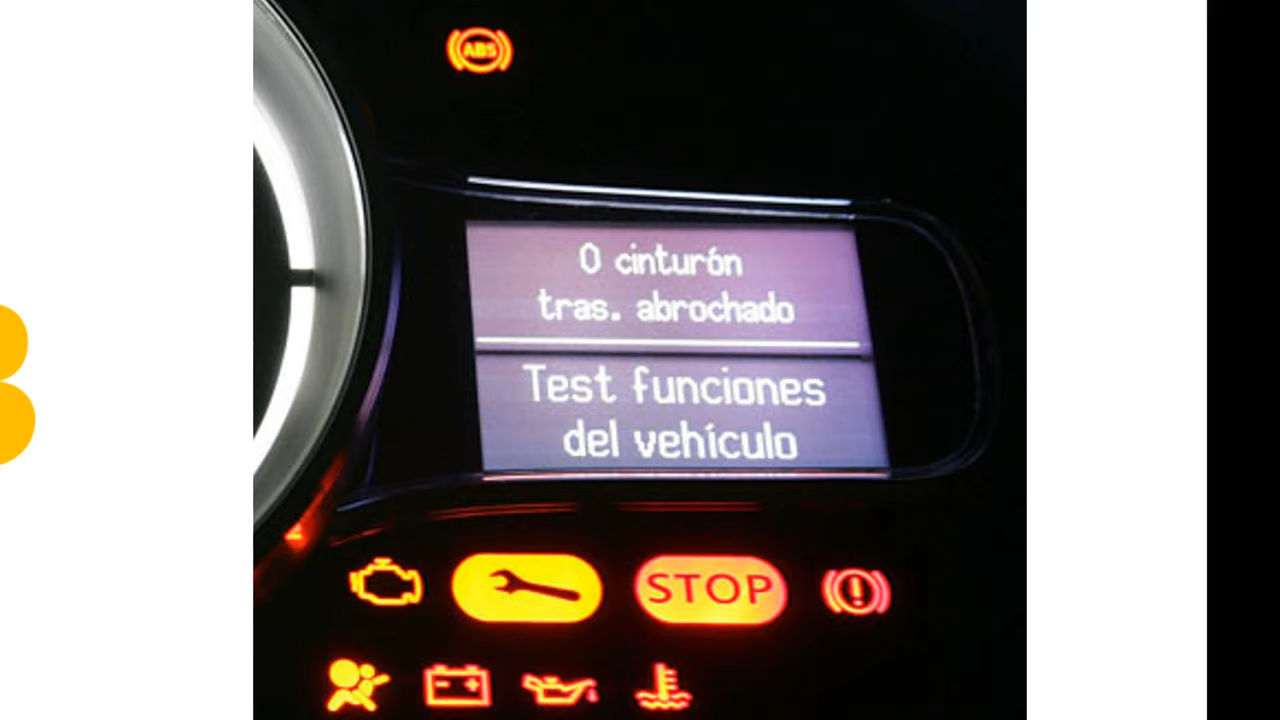 ABS
0 cinturón
tras. abrochado
Test funciones
del vehículo
STOP